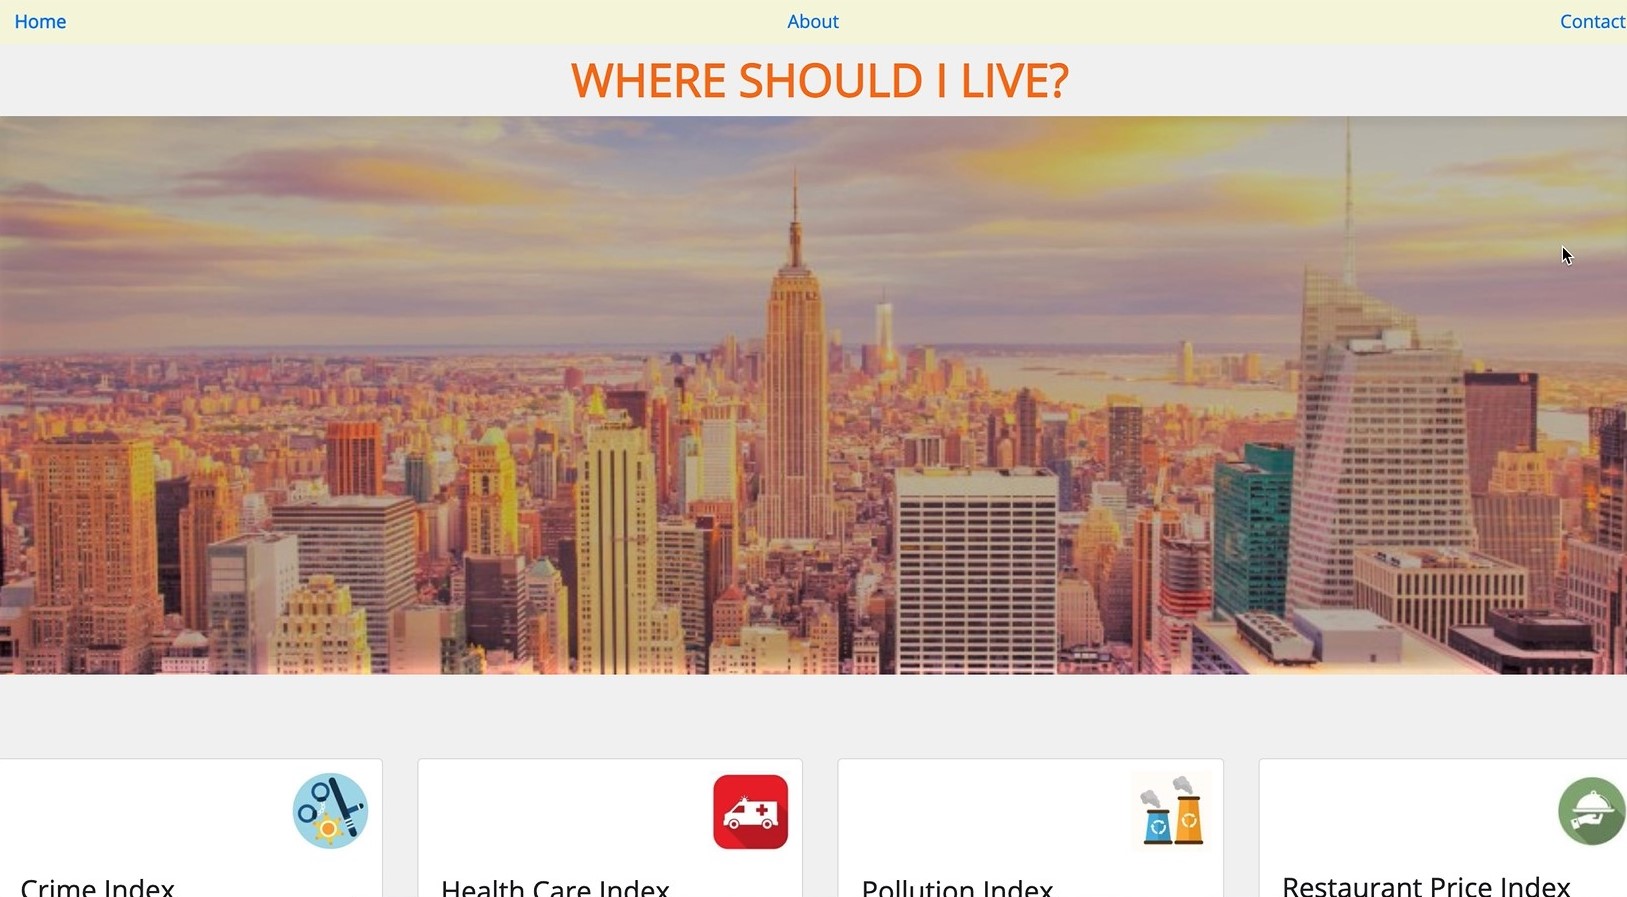 Home About Contact
WHERE SHOULD I LIVE?
Crime Index Health Care Index Pollution Index Restaurant Price Index